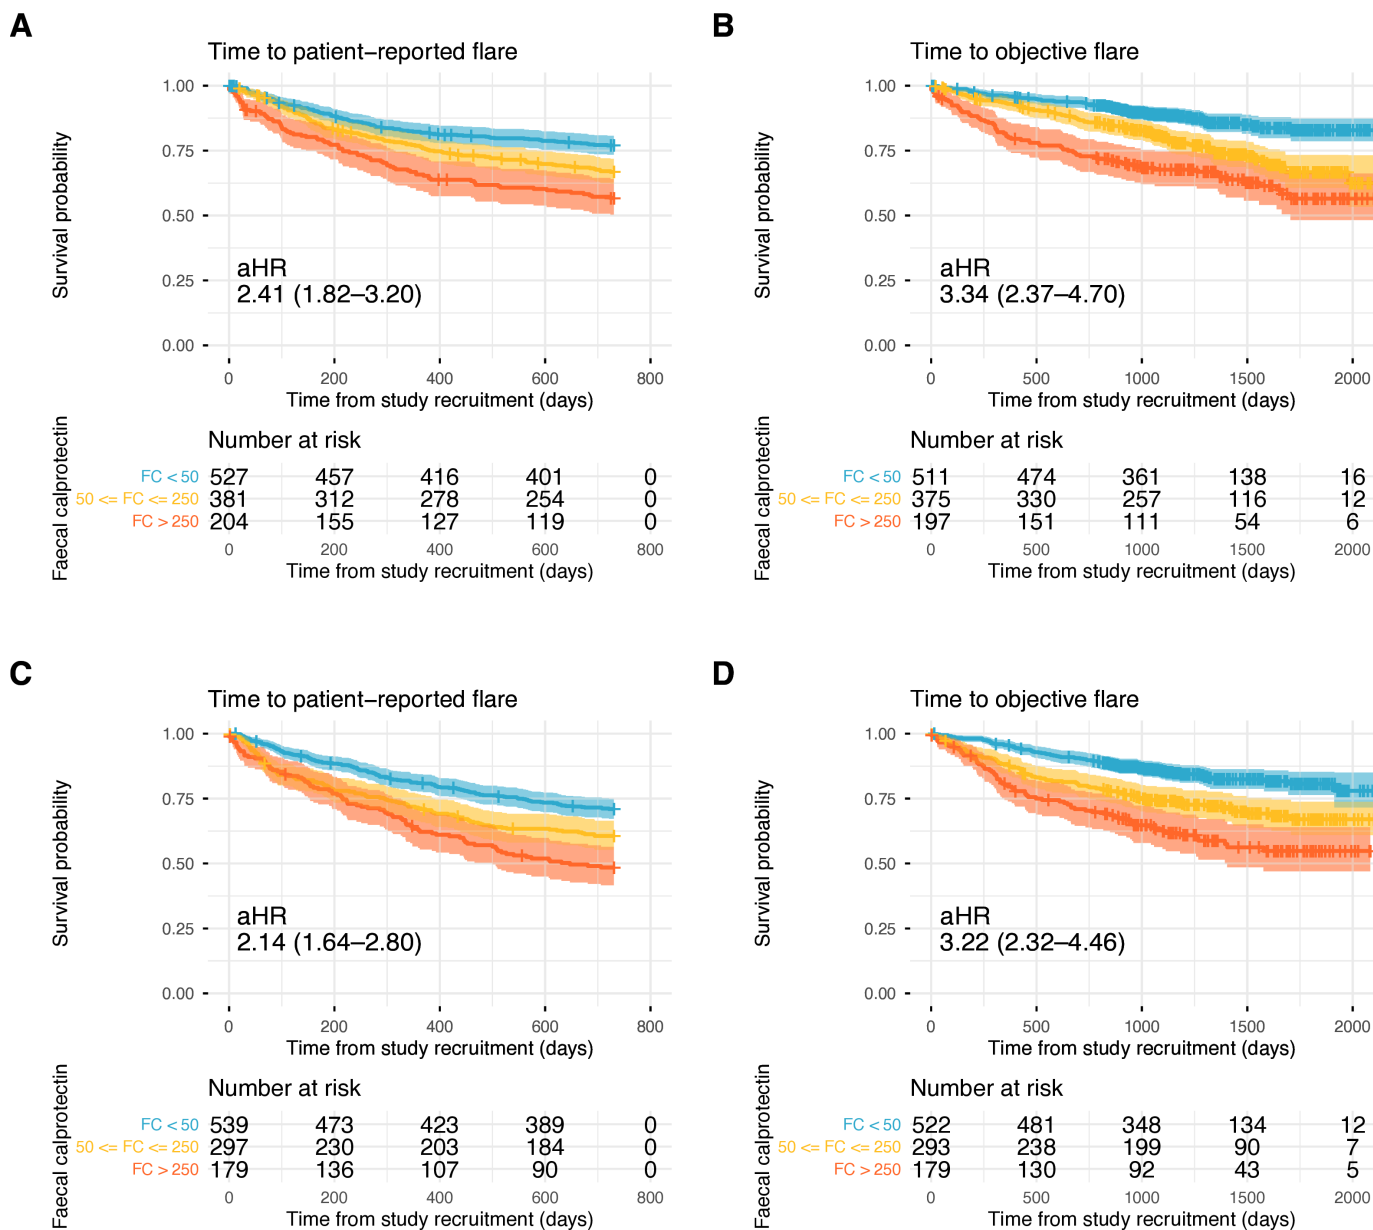 A
Time to patient–reported flare
Survival probability
1.00
0.75
0.50
0.25
0.00
aHR
2.41 (1.82–3.20)
0 200 400 600 800
Time from study recruitment (days)
Number at risk
Faecal calprotectin
FC < 50 527 457 416 401 0
50 <= FC <= 250 381 312 278 254 0
FC > 250 204 155 127 119 0
0 200 400 600 800
Time from study recruitment (days)
B
Time to objective flare
Survival probability
1.00
0.75
0.50
0.25
0.00
aHR
3.34 (2.37–4.70)
0 500 1000 1500 2000
Time from study recruitment (days)
Number at risk
Faecal calprotectin
FC < 50 511 474 361 138 16
50 <= FC <= 250 375 330 257 116 12
FC > 250 197 151 111 54 6
0 500 1000 1500 2000
Time from study recruitment (days)
C
Time to patient–reported flare
Survival probability
1.00
0.75
0.50
0.25
0.00
aHR
2.14 (1.64–2.80)
0 200 400 600 800
Time from study recruitment (days)
Number at risk
Faecal calprotectin
FC < 50 539 473 423 389 0
50 <= FC <= 250 297 230 203 184 0
FC > 250 179 136 107 90 0
0 200 400 600 800
Time from study recruitment (days)
D
Time to objective flare
Survival probability
1.00
0.75
0.50
0.25
0.00
aHR
3.22 (2.32–4.46)
0 500 1000 1500 2000
Time from study recruitment (days)
Number at risk
Faecal calprotectin
FC < 50 522 481 348 134 12
50 <= FC <= 250 293 238 199 90 7
FC > 250 179 130 92 43 5
0 500 1000 1500 2000
Time from study recruitment (days)